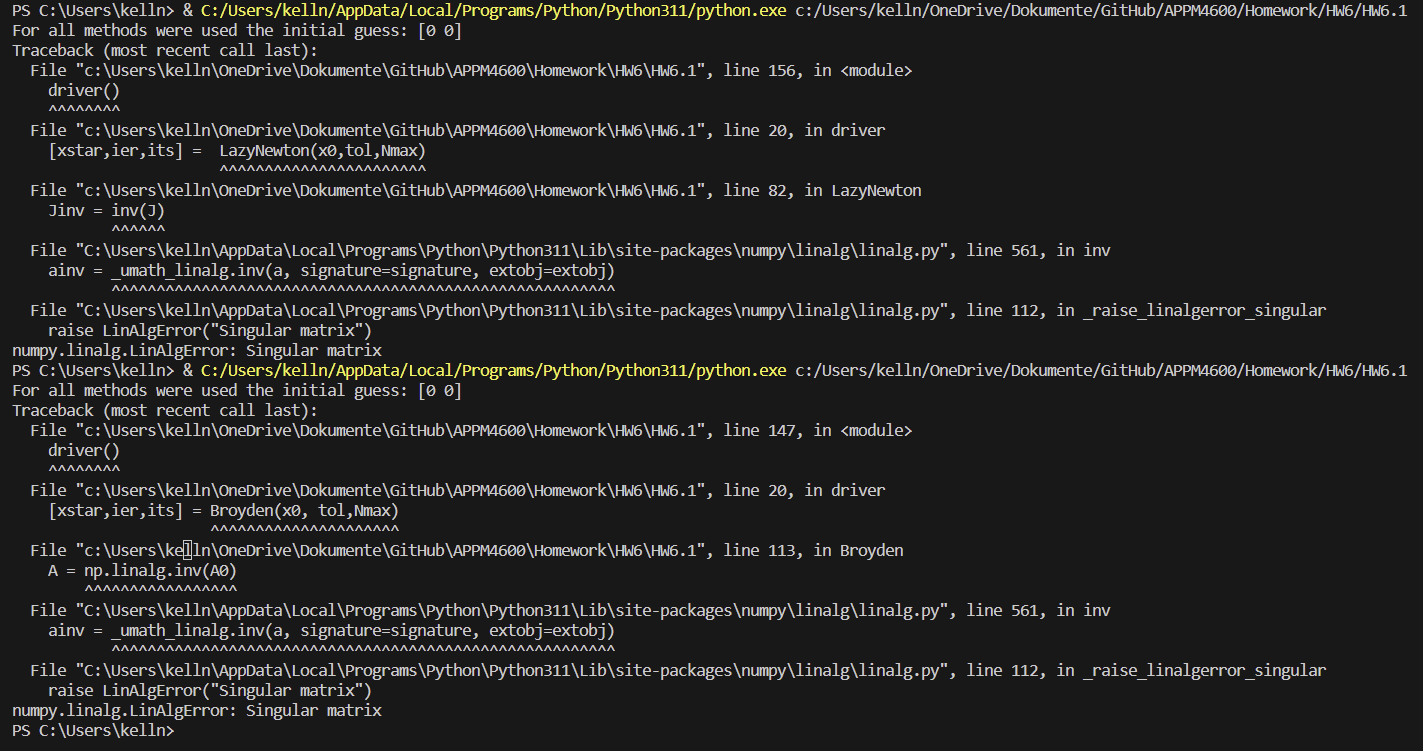 PS C:\Users\kelln> & C:/Users/kelln/AppData/Local/Programs/Python/Python311/python.exe c:/Users/kelln/OneDrive/Dokumente/GitHub/APPM4600/Homework/HW6/HW6.1
For all methods were used the initial guess: [0 0]
Traceback (most recent call last):
  File "c:\Users\kelln\OneDrive\Dokumente\GitHub\APPM4600\Homework\HW6\HW6.1", line 156, in <module>
    driver()
    ^^^^^^^^
  File "c:\Users\kelln\OneDrive\Dokumente\GitHub\APPM4600\Homework\HW6\HW6.1", line 20, in driver
    [xstar,ier,its] =  LazyNewton(x0,tol,Nmax)
                       ^^^^^^^^^^^^^^^^^^^^^^^
  File "c:\Users\kelln\OneDrive\Dokumente\GitHub\APPM4600\Homework\HW6\HW6.1", line 82, in LazyNewton
    Jinv = inv(J)
           ^^^^^^
  File "C:\Users\kelln\AppData\Local\Programs\Python\Python311\Lib\site-packages\numpy\linalg\linalg.py", line 561, in inv
    ainv = _umath_linalg.inv(a, signature=signature, extobj=extobj)
           ^^^^^^^^^^^^^^^^^^^^^^^^^^^^^^^^^^^^^^^^^^^^^^^^^^^^^^^^
  File "C:\Users\kelln\AppData\Local\Programs\Python\Python311\Lib\site-packages\numpy\linalg\linalg.py", line 112, in _raise_linalgerror_singular
    raise LinAlgError("Singular matrix")
numpy.linalg.LinAlgError: Singular matrix
PS C:\Users\kelln> & C:/Users/kelln/AppData/Local/Programs/Python/Python311/python.exe c:/Users/kelln/OneDrive/Dokumente/GitHub/APPM4600/Homework/HW6/HW6.1
For all methods were used the initial guess: [0 0]
Traceback (most recent call last):
  File "c:\Users\kelln\OneDrive\Dokumente\GitHub\APPM4600\Homework\HW6\HW6.1", line 147, in <module>
    driver()
    ^^^^^^^^
  File "c:\Users\kelln\OneDrive\Dokumente\GitHub\APPM4600\Homework\HW6\HW6.1", line 20, in driver
    [xstar,ier,its] = Broyden(x0, tol,Nmax)
                      ^^^^^^^^^^^^^^^^^^^^^
  File "c:\Users\kelln\OneDrive\Dokumente\GitHub\APPM4600\Homework\HW6\HW6.1", line 113, in Broyden
    A = np.linalg.inv(A0)
        ^^^^^^^^^^^^^^^^^
  File "C:\Users\kelln\AppData\Local\Programs\Python\Python311\Lib\site-packages\numpy\linalg\linalg.py", line 561, in inv
    ainv = _umath_linalg.inv(a, signature=signature, extobj=extobj)
           ^^^^^^^^^^^^^^^^^^^^^^^^^^^^^^^^^^^^^^^^^^^^^^^^^^^^^^^^
  File "C:\Users\kelln\AppData\Local\Programs\Python\Python311\Lib\site-packages\numpy\linalg\linalg.py", line 112, in _raise_linalgerror_singular
    raise LinAlgError("Singular matrix")
numpy.linalg.LinAlgError: Singular matrix
PS C:\Users\kelln>